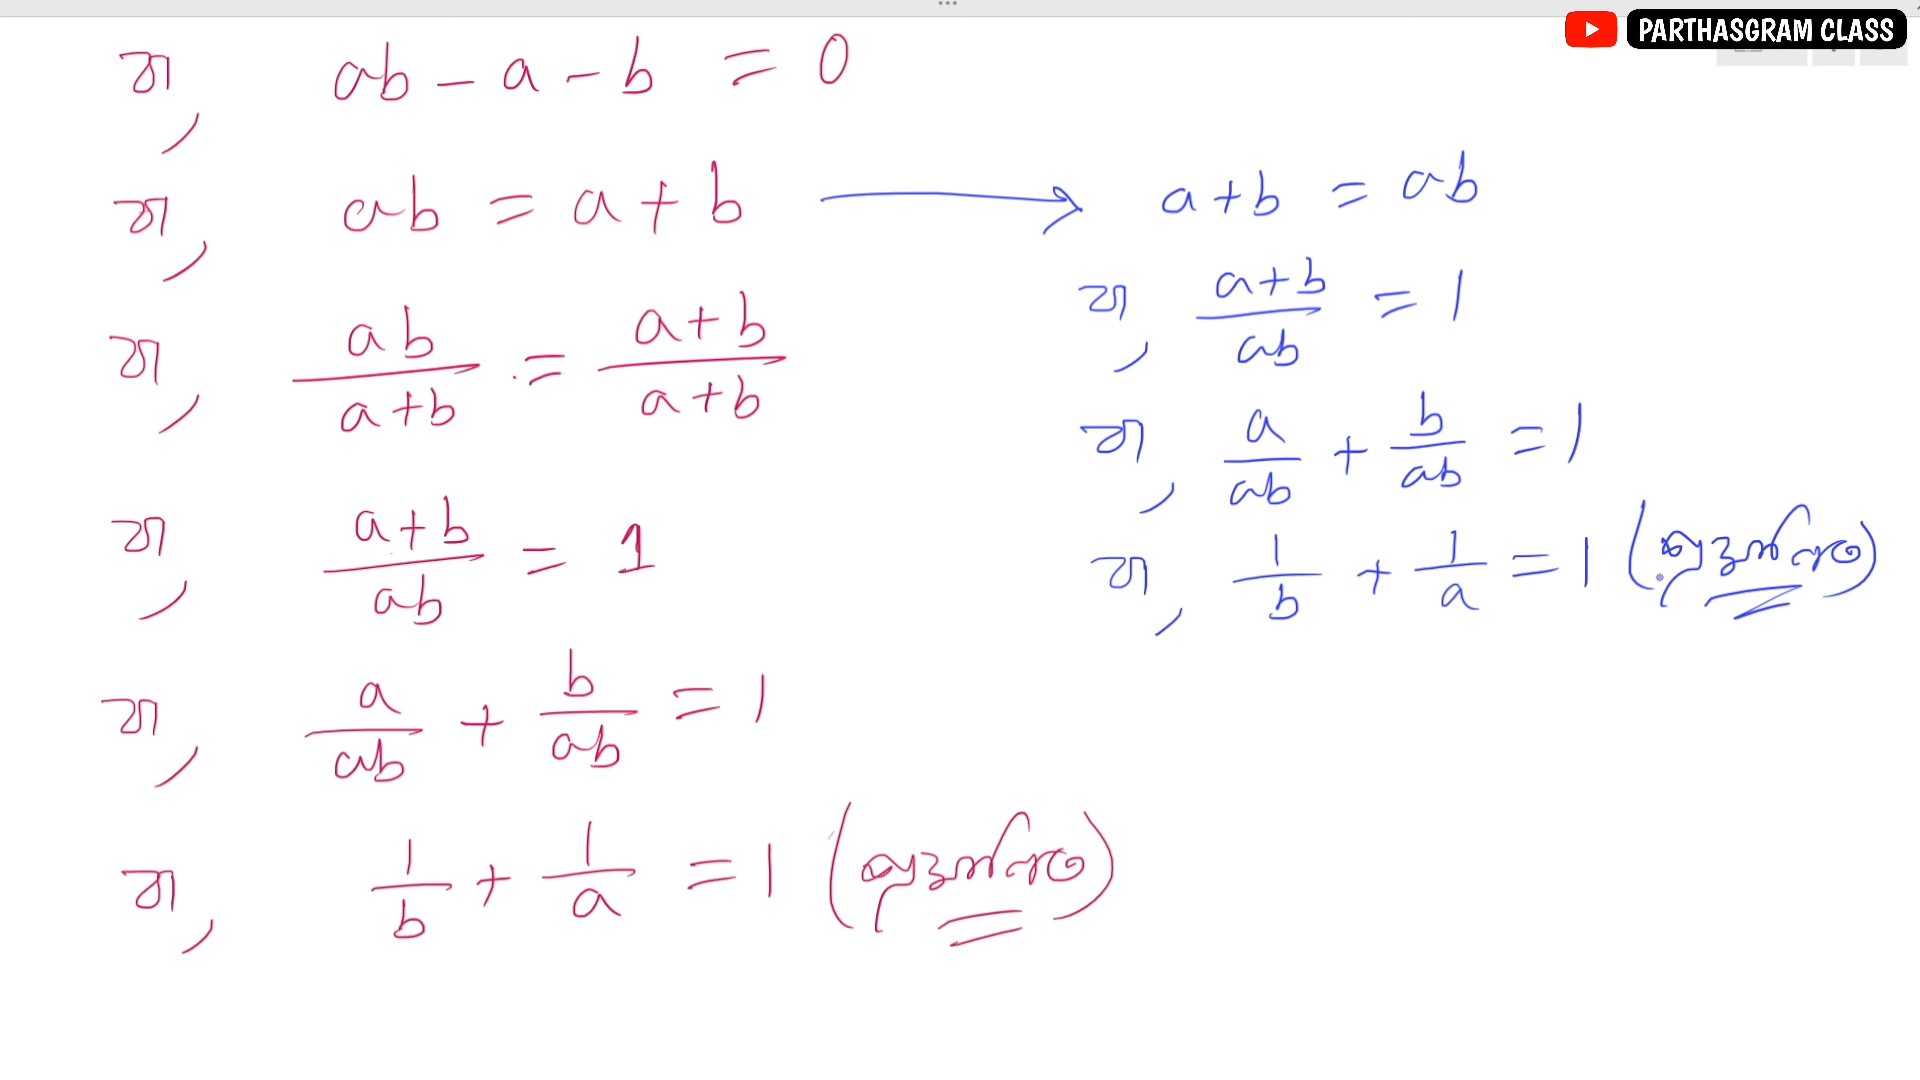 PARTHASGRAM CLASS
বা, ab - a - b = 0
বা, ab = a + b → a + b = ab
বা, ab/(a+b) = (a+b)/(a+b)
বা, (a+b)/ab = 1
বা, a/ab + b/ab = 1
বা, 1/b + 1/a = 1 (প্রমাণিত)
বা, (a+b)/ab = 1
বা, a/ab + b/ab = 1
বা, 1/b + 1/a = 1 (প্রমাণিত)